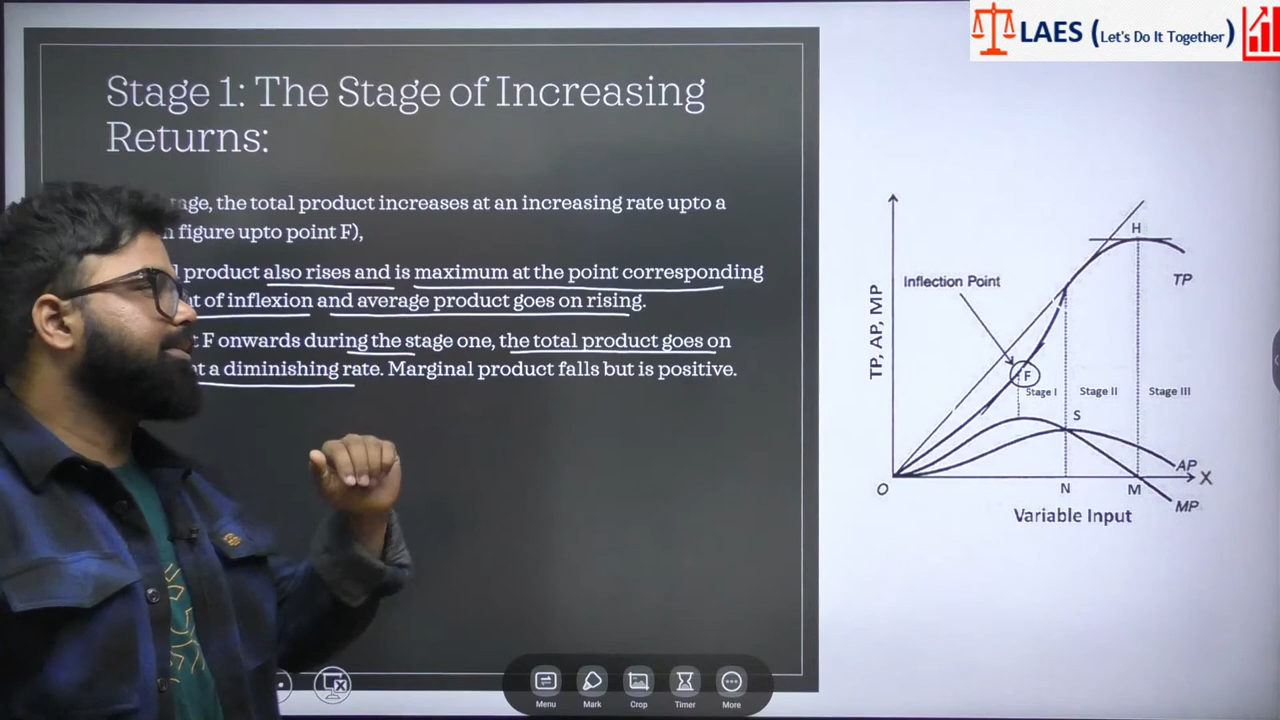 LAES (Let's Do It Together)
Stage 1: The Stage of Increasing
Returns:
tage, the total product increases at an increasing rate upto a
figure upto point F),
product also rises and is maximum at the point corresponding
of inflexion and average product goes on rising.
F onwards during the stage one, the total product goes on
a diminishing rate. Marginal product falls but is positive.
TP, AP, MP
Inflection Point
H
TP
F
Stage I
Stage II
Stage III
S
AP
O
N
M
X
MP
Variable Input
Menu
Mark
Crop
Timer
More